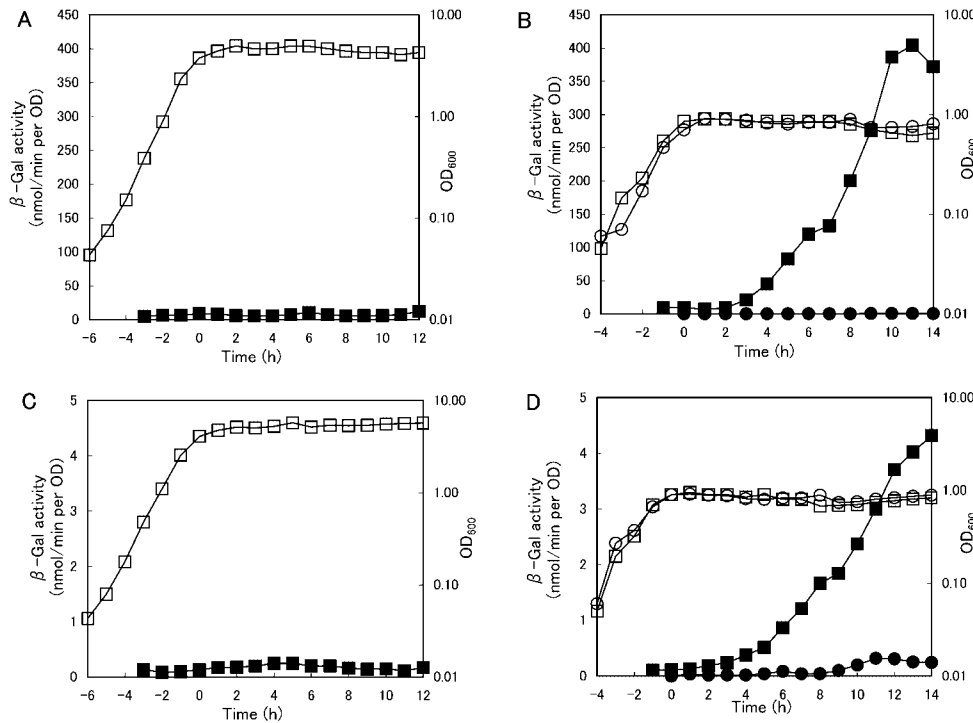 A
450
400
350
300
250
200
150
100
50
0
β-Gal activity
(nmol/min per OD)
10.00
1.00
0.10
0.01
OD600
-6 -4 -2 0 2 4 6 8 10 12
Time (h)
B
450
400
350
300
250
200
150
100
50
0
β-Gal activity
(nmol/min per OD)
10.00
1.00
0.10
0.01
OD600
-4 -2 0 2 4 6 8 10 12 14
Time (h)
C
5
4
3
2
1
0
β-Gal activity
(nmol/min per OD)
10.00
1.00
0.10
0.01
OD600
-6 -4 -2 0 2 4 6 8 10 12
Time (h)
D
5
4
3
2
1
0
β-Gal activity
(nmol/min per OD)
10.00
1.00
0.10
0.01
OD600
-4 -2 0 2 4 6 8 10 12 14
Time (h)